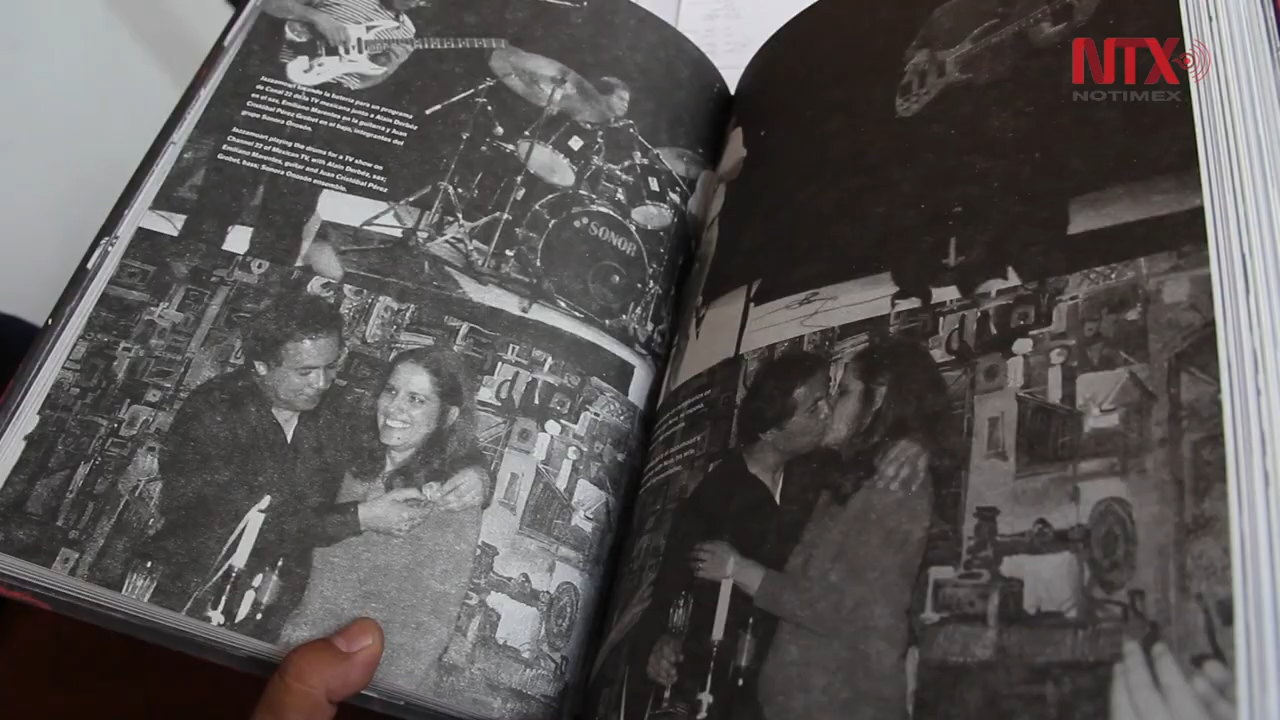 Jazzamoart tocando la batería para un programa
de Canal 22 de la TV mexicana junto a Alain Derbéz
en el sax, Emiliano Marentes en la guitarra y Juan
Cristóbal Pérez Grobet en el bajo, integrantes del
grupo Sonora Onosón.
Jazzamoart playing the drums for a TV show on
Channel 22 of Mexican TV, with Alain Derbéz, sax;
Emiliano Marentes, guitar and Juan Cristóbal Pérez
Grobet, bass; Sonora Onosón ensemble.
SONOR
NTX
NOTIMEX